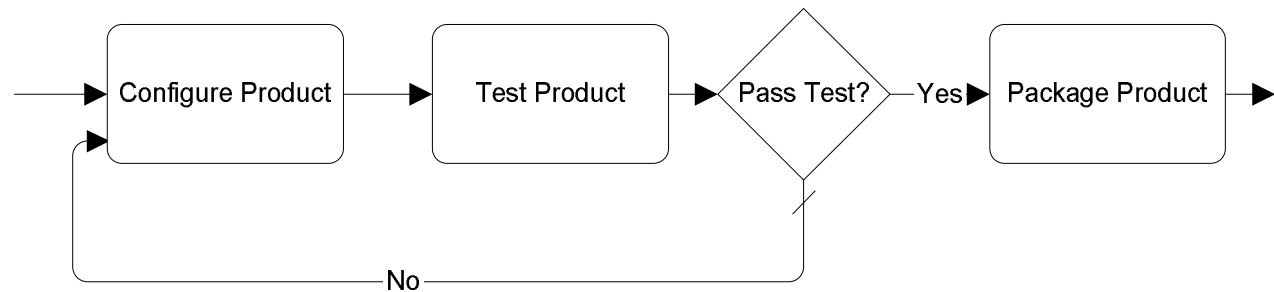 Configure Product
Test Product
Pass Test?
Yes
Package Product
No